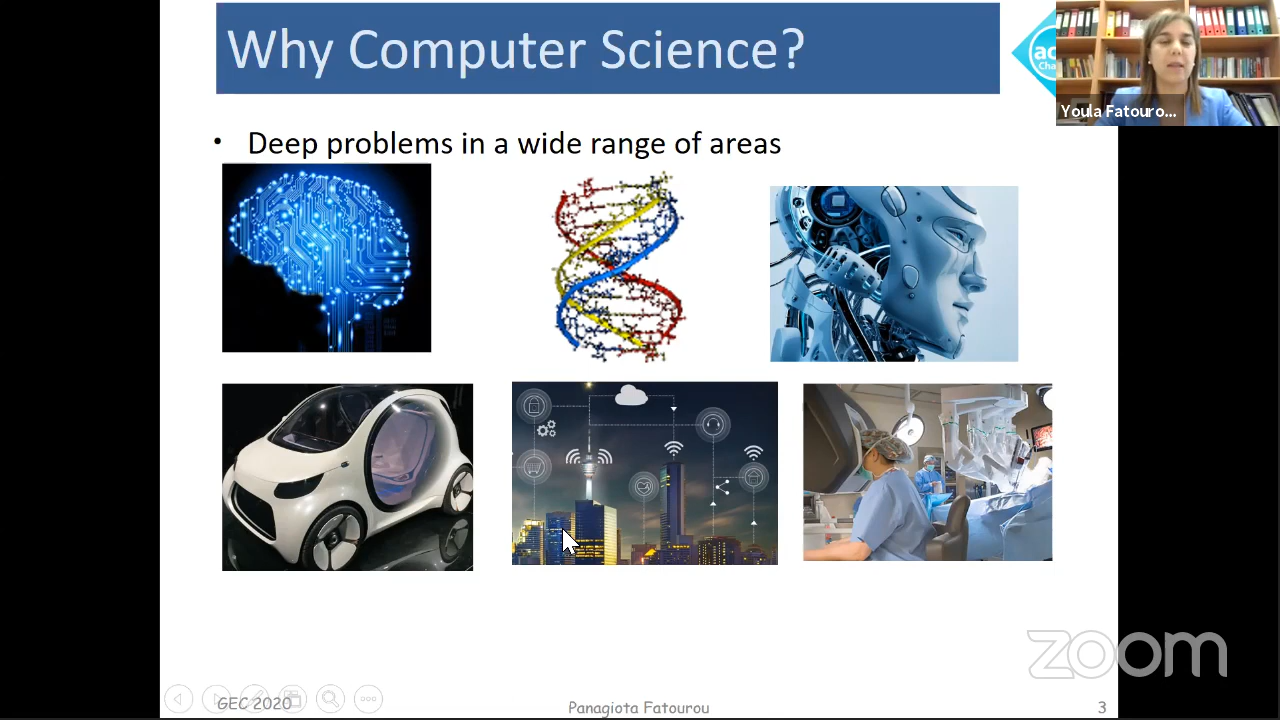 Why Computer Science?
Youla Fatouro...
• Deep problems in a wide range of areas
zoom
GEC 2020
Panagiota Fatourou
3